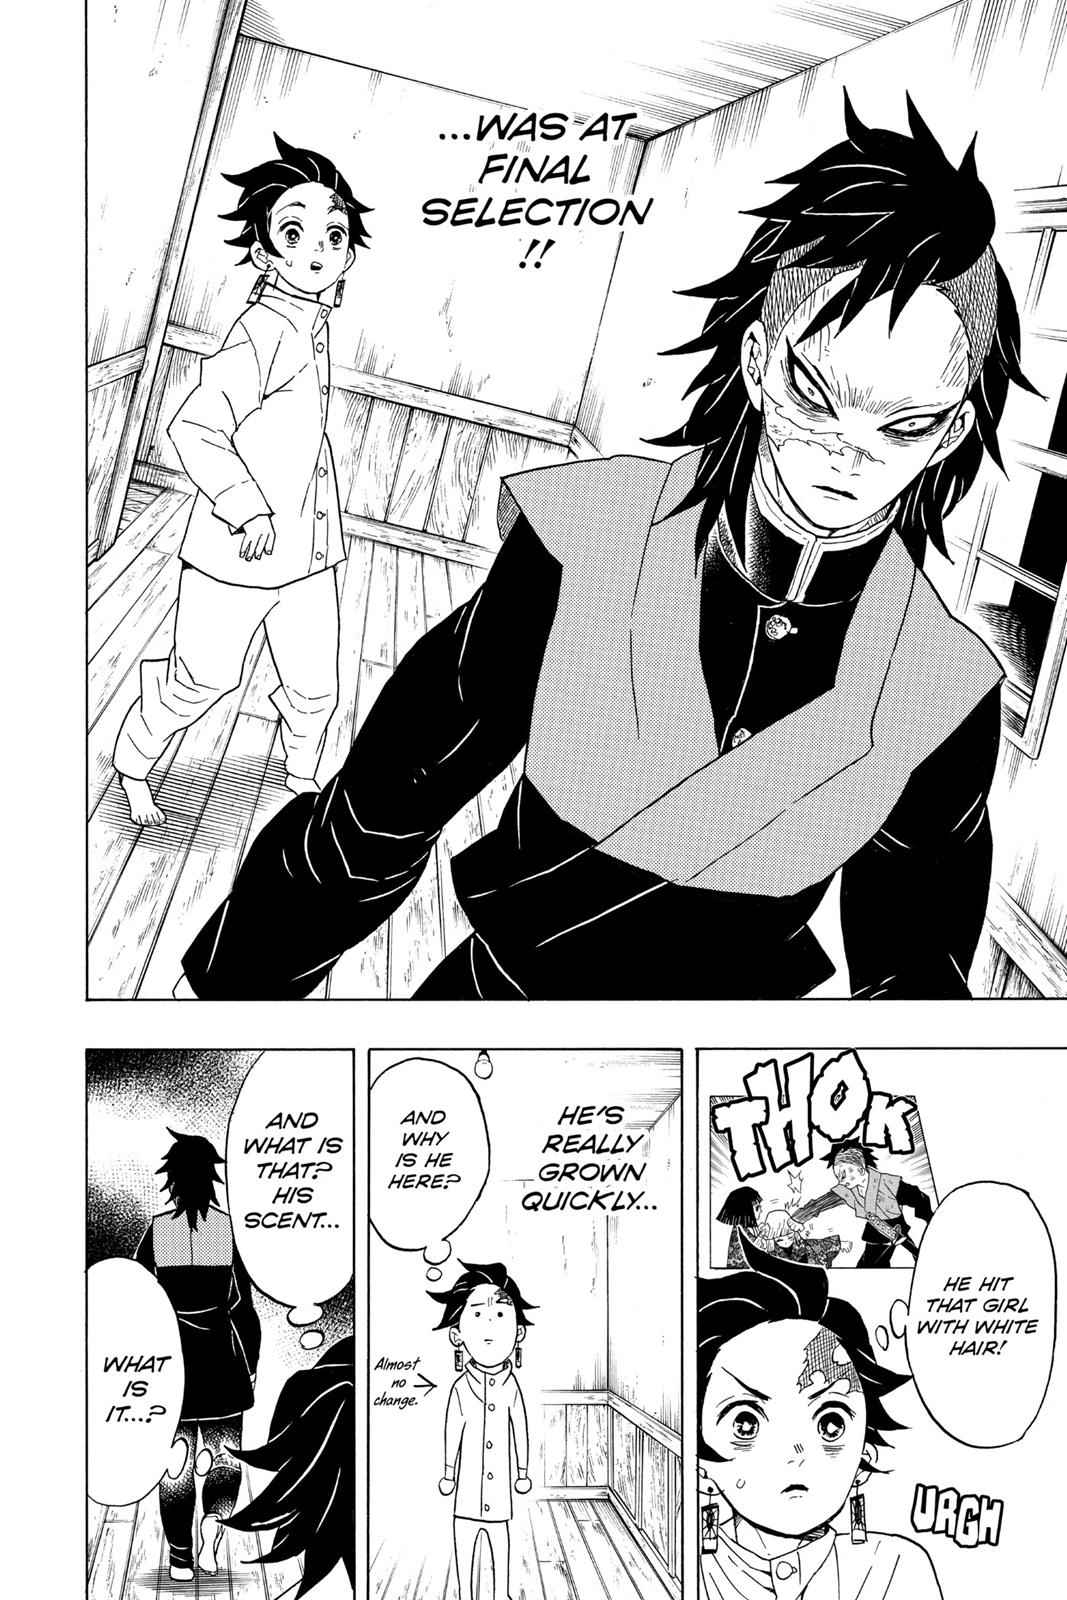 ...WAS AT
FINAL
SELECTION
!!
THOK
HE HIT
THAT GIRL
WITH WHITE
HAIR!
URGH
HE'S
REALLY
GROWN
QUICKLY...
AND
WHY
IS HE
HERE?
Almost
no
change.
AND
WHAT IS
THAT?
HIS
SCENT...
WHAT
IS
IT...?